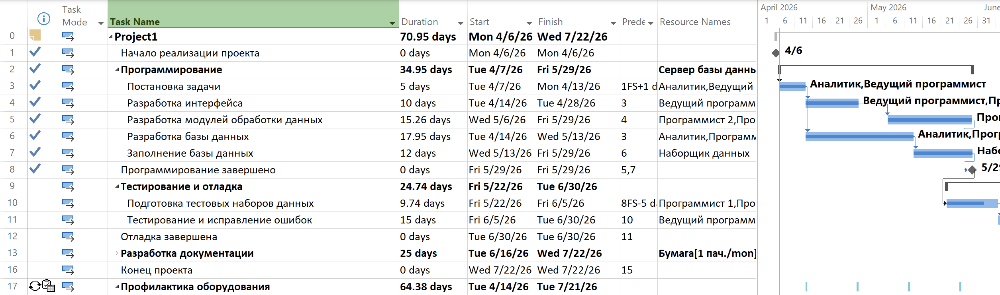 Task Mode Task Name Duration Start Finish Prede Resource Names April 2026 May 2026 June
1 6 11 16 21 26 1 6 11 16 21 26 31
0 Project1 70.95 days Mon 4/6/26 Wed 7/22/26
1 Начало реализации проекта 0 days Mon 4/6/26 Mon 4/6/26 4/6
2 Программирование 34.95 days Tue 4/7/26 Fri 5/29/26 Сервер базы данны
3 Постановка задачи 5 days Tue 4/7/26 Mon 4/13/26 1FS+1 d Аналитик,Ведущий Аналитик,Ведущий программист
4 Разработка интерфейса 10 days Tue 4/14/26 Tue 4/28/26 3 Ведущий программ Ведущий программист,Пр
5 Разработка модулей обработки данных 15.26 days Wed 5/6/26 Fri 5/29/26 4 Программист 2,Про Про
6 Разработка базы данных 17.95 days Tue 4/14/26 Wed 5/13/26 3 Аналитик,Программ Аналитик,Прогр
7 Заполнение базы данных 12 days Wed 5/13/26 Fri 5/29/26 6 Наборщик данных Набо
8 Программирование завершено 0 days Fri 5/29/26 Fri 5/29/26 5,7 5/29
9 Тестирование и отладка 24.74 days Fri 5/22/26 Tue 6/30/26
10 Подготовка тестовых наборов данных 9.74 days Fri 5/22/26 Fri 6/5/26 8FS-5 d Программист 1,Про
11 Тестирование и исправление ошибок 15 days Fri 6/5/26 Tue 6/30/26 10 Ведущий программ
12 Отладка завершена 0 days Tue 6/30/26 Tue 6/30/26 11
13 Разработка документации 25 days Tue 6/16/26 Wed 7/22/26 Бумага[1 пач./mon]
16 Конец проекта 0 days Wed 7/22/26 Wed 7/22/26 15
17 Профилактика оборудования 64.38 days Tue 4/14/26 Tue 7/21/26